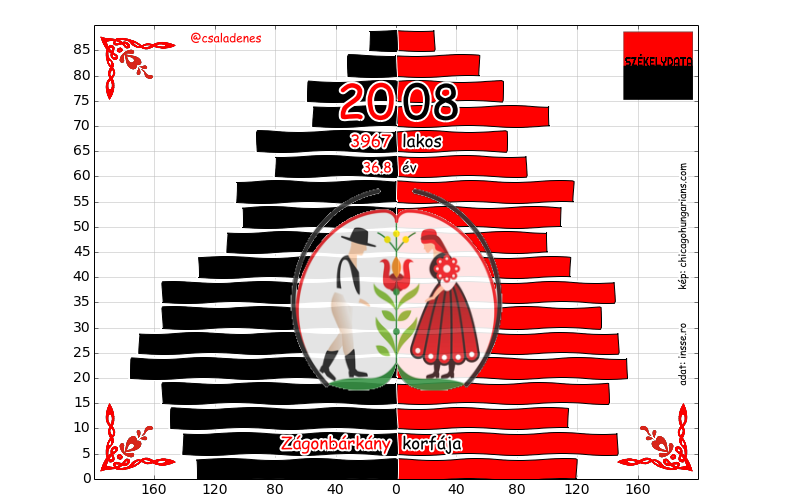 @csaladenes
SZÉKELYDATA
2008
3967 lakos
36.8 év
kép: chicagohungarians.com
adat: insse.ro
Zágonbárkány korfája
85
80
75
70
65
60
55
50
45
40
35
30
25
20
15
10
5
0
160 120 80 40 0 40 80 120 160